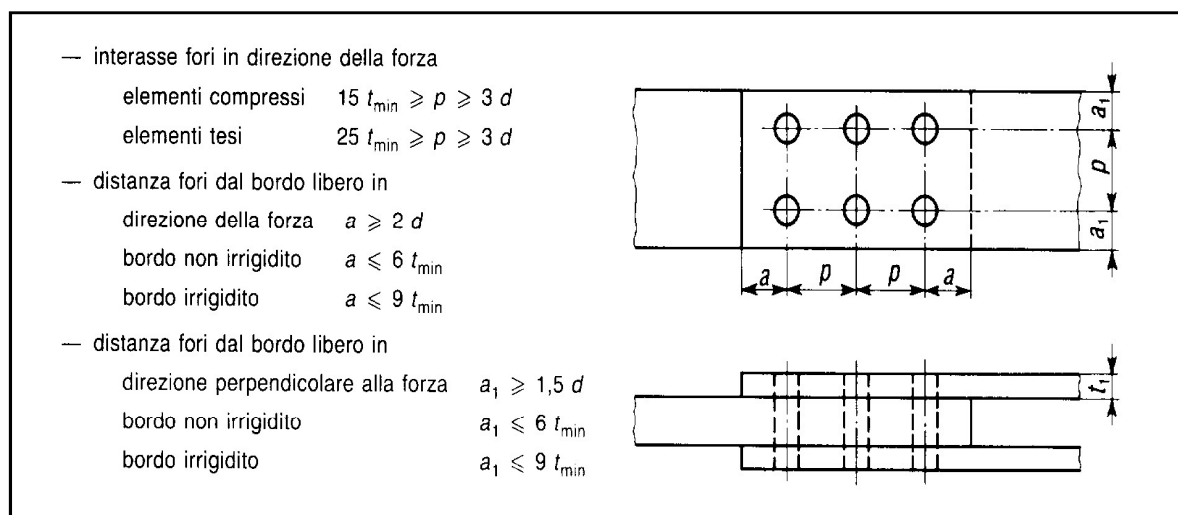 — interasse fori in direzione della forza
elementi compressi 15 t_min ⩾ p ⩾ 3 d
elementi tesi 25 t_min ⩾ p ⩾ 3 d
— distanza fori dal bordo libero in
direzione della forza a ⩾ 2 d
bordo non irrigidito a ⩽ 6 t_min
bordo irrigidito a ⩽ 9 t_min
— distanza fori dal bordo libero in
direzione perpendicolare alla forza a₁ ⩾ 1,5 d
bordo non irrigidito a₁ ⩽ 6 t_min
bordo irrigidito a₁ ⩽ 9 t_min
a₁
p
a₁
a p p a
t₁